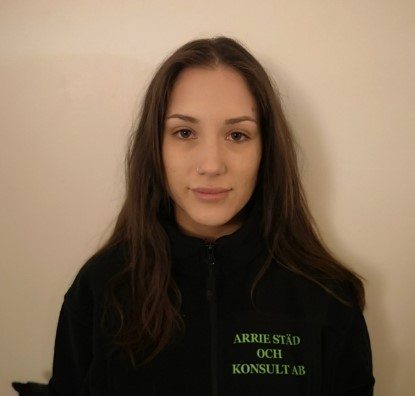 ARRIE STÄD
OCH
KONSULT AB